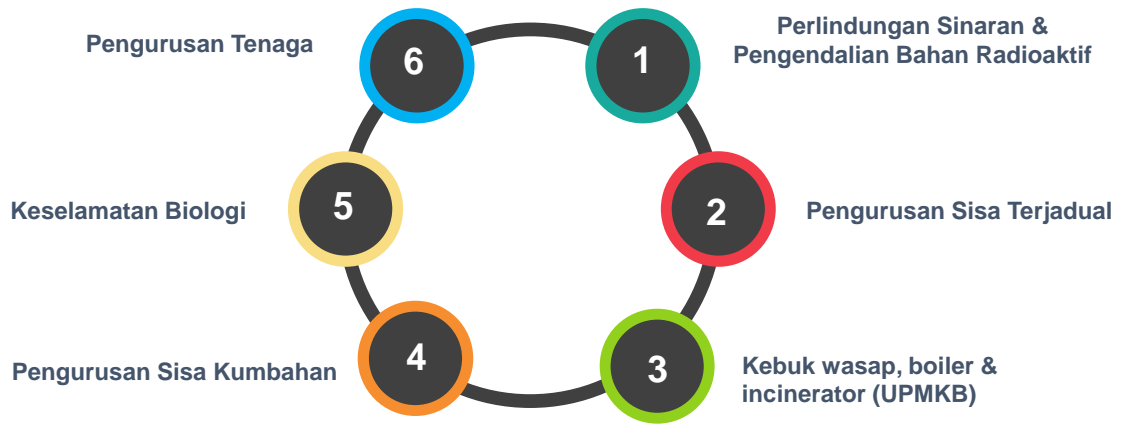 1
Perlindungan Sinaran &
Pengendalian Bahan Radioaktif
2
Pengurusan Sisa Terjadual
3
Kebuk wasap, boiler &
incinerator (UPMKB)
4
Pengurusan Sisa Kumbahan
5
Keselamatan Biologi
6
Pengurusan Tenaga